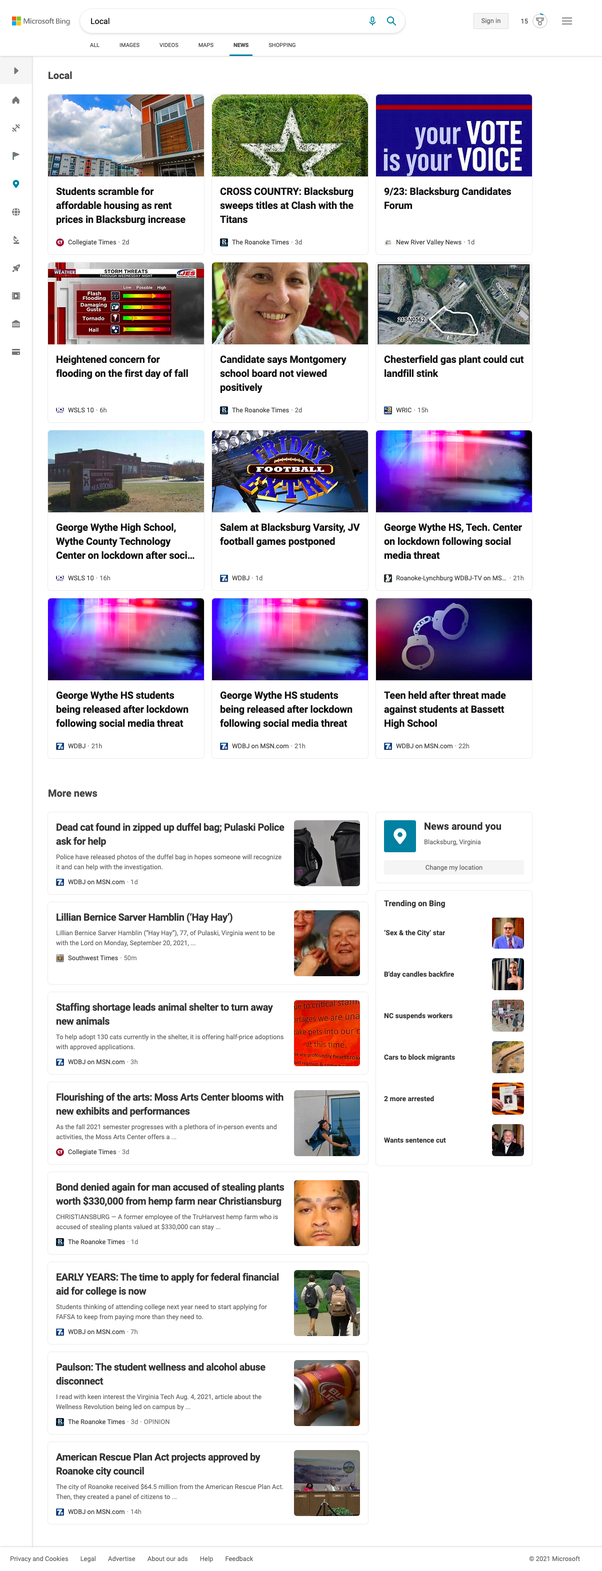 Microsoft Bing
Local
Sign in
15
ALL
IMAGES
VIDEOS
MAPS
NEWS
SHOPPING
Local
Students scramble for
affordable housing as rent
prices in Blacksburg increase
Collegiate Times · 2d
CROSS COUNTRY: Blacksburg
sweeps titles at Clash with the
Titans
The Roanoke Times · 3d
your VOTE
is your VOICE
9/23: Blacksburg Candidates
Forum
New River Valley News · 1d
WEATHER
STORM THREATS
THROUGH WEDNESDAY NIGHT
Low Possible High
Flash
Flooding
Damaging
Gusts
Tornado
Hail
Heightened concern for
flooding on the first day of fall
WSLS 10 · 6h
Candidate says Montgomery
school board not viewed
positively
The Roanoke Times · 2d
Chesterfield gas plant could cut
landfill stink
WRIC · 15h
George Wythe High School,
Wythe County Technology
Center on lockdown after soci...
WSLS 10 · 16h
FRIDAY
FOOTBALL
EXTRA
Salem at Blacksburg Varsity, JV
football games postponed
WDBJ · 1d
George Wythe HS, Tech. Center
on lockdown following social
media threat
Roanoke-Lynchburg WDBJ-TV on MS... · 21h
George Wythe HS students
being released after lockdown
following social media threat
WDBJ · 21h
George Wythe HS students
being released after lockdown
following social media threat
WDBJ on MSN.com · 21h
Teen held after threat made
against students at Bassett
High School
WDBJ on MSN.com · 22h
More news
Dead cat found in zipped up duffel bag; Pulaski Police
ask for help
Police have released photos of the duffel bag in hopes someone will recognize
it and can help with the investigation.
WDBJ on MSN.com · 1d
Lillian Bernice Sarver Hamblin ('Hay Hay')
Lillian Bernice Sarver Hamblin ("Hay Hay"), 77, of Pulaski, Virginia went to be
with the Lord on Monday, September 20, 2021, ...
Southwest Times · 50m
Staffing shortage leads animal shelter to turn away
new animals
To help adopt 130 cats currently in the shelter, it is offering half-price adoptions
with approved applications.
WDBJ on MSN.com · 3h
Flourishing of the arts: Moss Arts Center blooms with
new exhibits and performances
As the fall 2021 semester progresses with a plethora of in-person events and
activities, the Moss Arts Center offers a ...
Collegiate Times · 3d
Bond denied again for man accused of stealing plants
worth $330,000 from hemp farm near Christiansburg
CHRISTIANSBURG — A former employee of the TruHarvest hemp farm who is
accused of stealing plants valued at $330,000 can stay ...
The Roanoke Times · 1d
EARLY YEARS: The time to apply for federal financial
aid for college is now
Students thinking of attending college next year need to start applying for
FAFSA to keep from paying more than they need to.
WDBJ on MSN.com · 7h
Paulson: The student wellness and alcohol abuse
disconnect
I read with keen interest the Virginia Tech Aug. 4, 2021, article about the
Wellness Revolution being led on campus by ...
The Roanoke Times · 3d · OPINION
American Rescue Plan Act projects approved by
Roanoke city council
The city of Roanoke received $64.5 million from the American Rescue Plan Act.
Then, they created a panel of citizens to ...
WDBJ on MSN.com · 14h
News around you
Blacksburg, Virginia
Change my location
Trending on Bing
'Sex & the City' star
B'day candles backfire
NC suspends workers
Cars to block migrants
2 more arrested
Wants sentence cut
Privacy and Cookies
Legal
Advertise
About our ads
Help
Feedback
© 2021 Microsoft